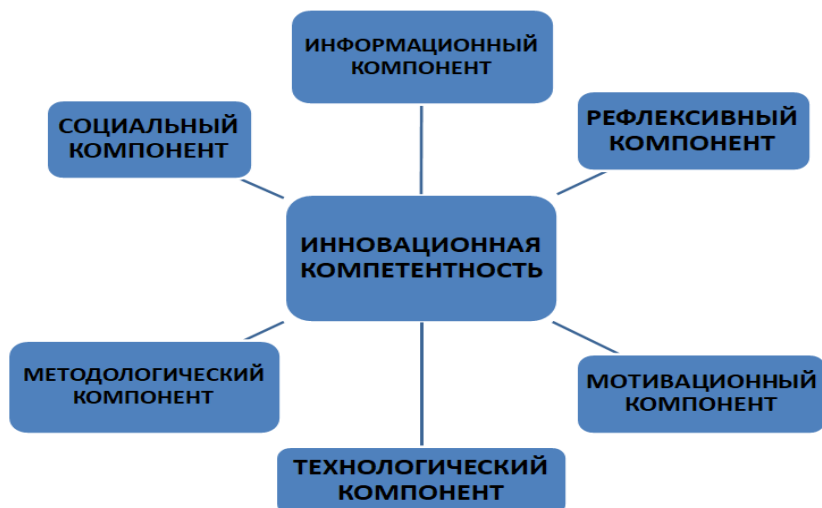 ИНФОРМАЦИОННЫЙ
КОМПОНЕНТ
СОЦИАЛЬНЫЙ
КОМПОНЕНТ
РЕФЛЕКСИВНЫЙ
КОМПОНЕНТ
ИННОВАЦИОННАЯ
КОМПЕТЕНТНОСТЬ
МЕТОДОЛОГИЧЕСКИЙ
КОМПОНЕНТ
МОТИВАЦИОННЫЙ
КОМПОНЕНТ
ТЕХНОЛОГИЧЕСКИЙ
КОМПОНЕНТ